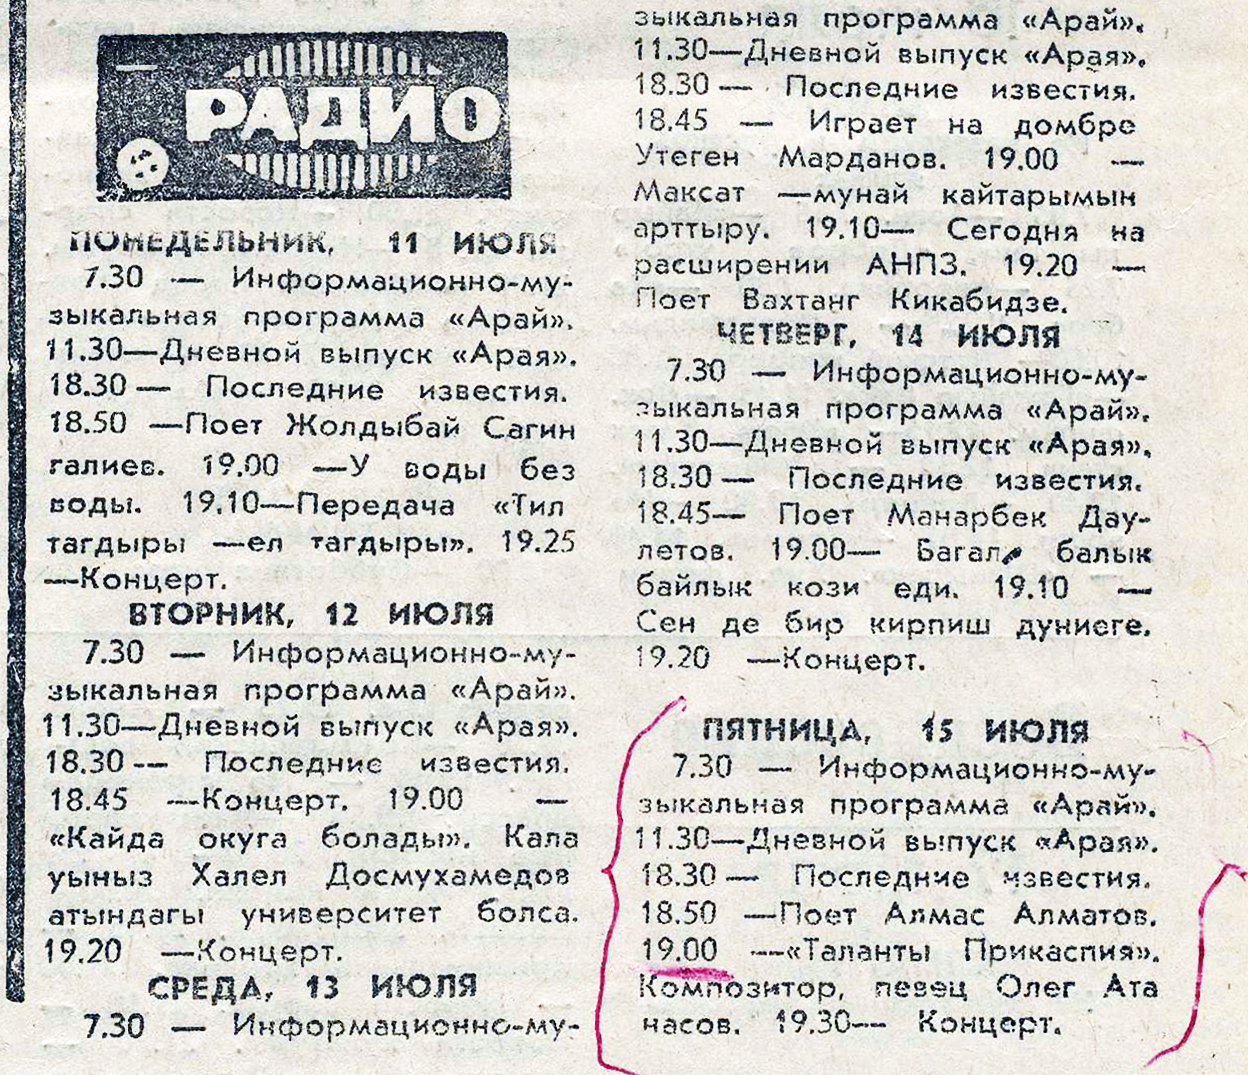 РАДИО
ПОНЕДЕЛЬНИК, 11 ИЮЛЯ
7.30 — Информационно-му-
зыкальная программа «Арай».
11.30—Дневной выпуск «Арая».
18.30 — Последние известия.
18.50 —Поет Жолдыбай Сагин
галиев. 19.00 —У воды без
воды. 19.10—Передача «Тил
тагдыры —ел тагдыры». 19.25
—Концерт.
ВТОРНИК, 12 ИЮЛЯ
7.30 — Информационно-му-
зыкальная программа «Арай».
11.30—Дневной выпуск «Арая».
18.30 — Последние известия.
18.45 —Концерт. 19.00 —
«Кайда окуга болады». Кала
уыныз Халел Досмухамедов
атындагы университет болса.
19.20 —Концерт.
СРЕДА, 13 ИЮЛЯ
7.30 — Информационно-му-
зыкальная программа «Арай».
11.30—Дневной выпуск «Арая».
18.30 — Последние известия.
18.45 — Играет на домбре
Утеген Марданов. 19.00 —
Максат —мунай кайтарымын
арттыру. 19.10— Сегодня на
расширении АНПЗ. 19.20 —
Поет Вахтанг Кикабидзе.
ЧЕТВЕРГ, 14 ИЮЛЯ
7.30 — Информационно-му-
зыкальная программа «Арай».
11.30—Дневной выпуск «Арая».
18.30 — Последние известия.
18.45— Поет Манарбек Дау-
летов. 19.00— балык
байлык кози еди. 19.10 —
Сен де бир кирпиш дуниеге.
19.20 —Концерт.
ПЯТНИЦА, 15 ИЮЛЯ
7.30 — Информационно-му-
зыкальная программа «Арай».
11.30—Дневной выпуск «Арая».
18.30 — Последние известия.
18.50 —Поет Алмас Алматов.
19.00 —«Таланты Прикаспия».
Композитор, певец Олег Ата
насов. 19.30— Концерт.